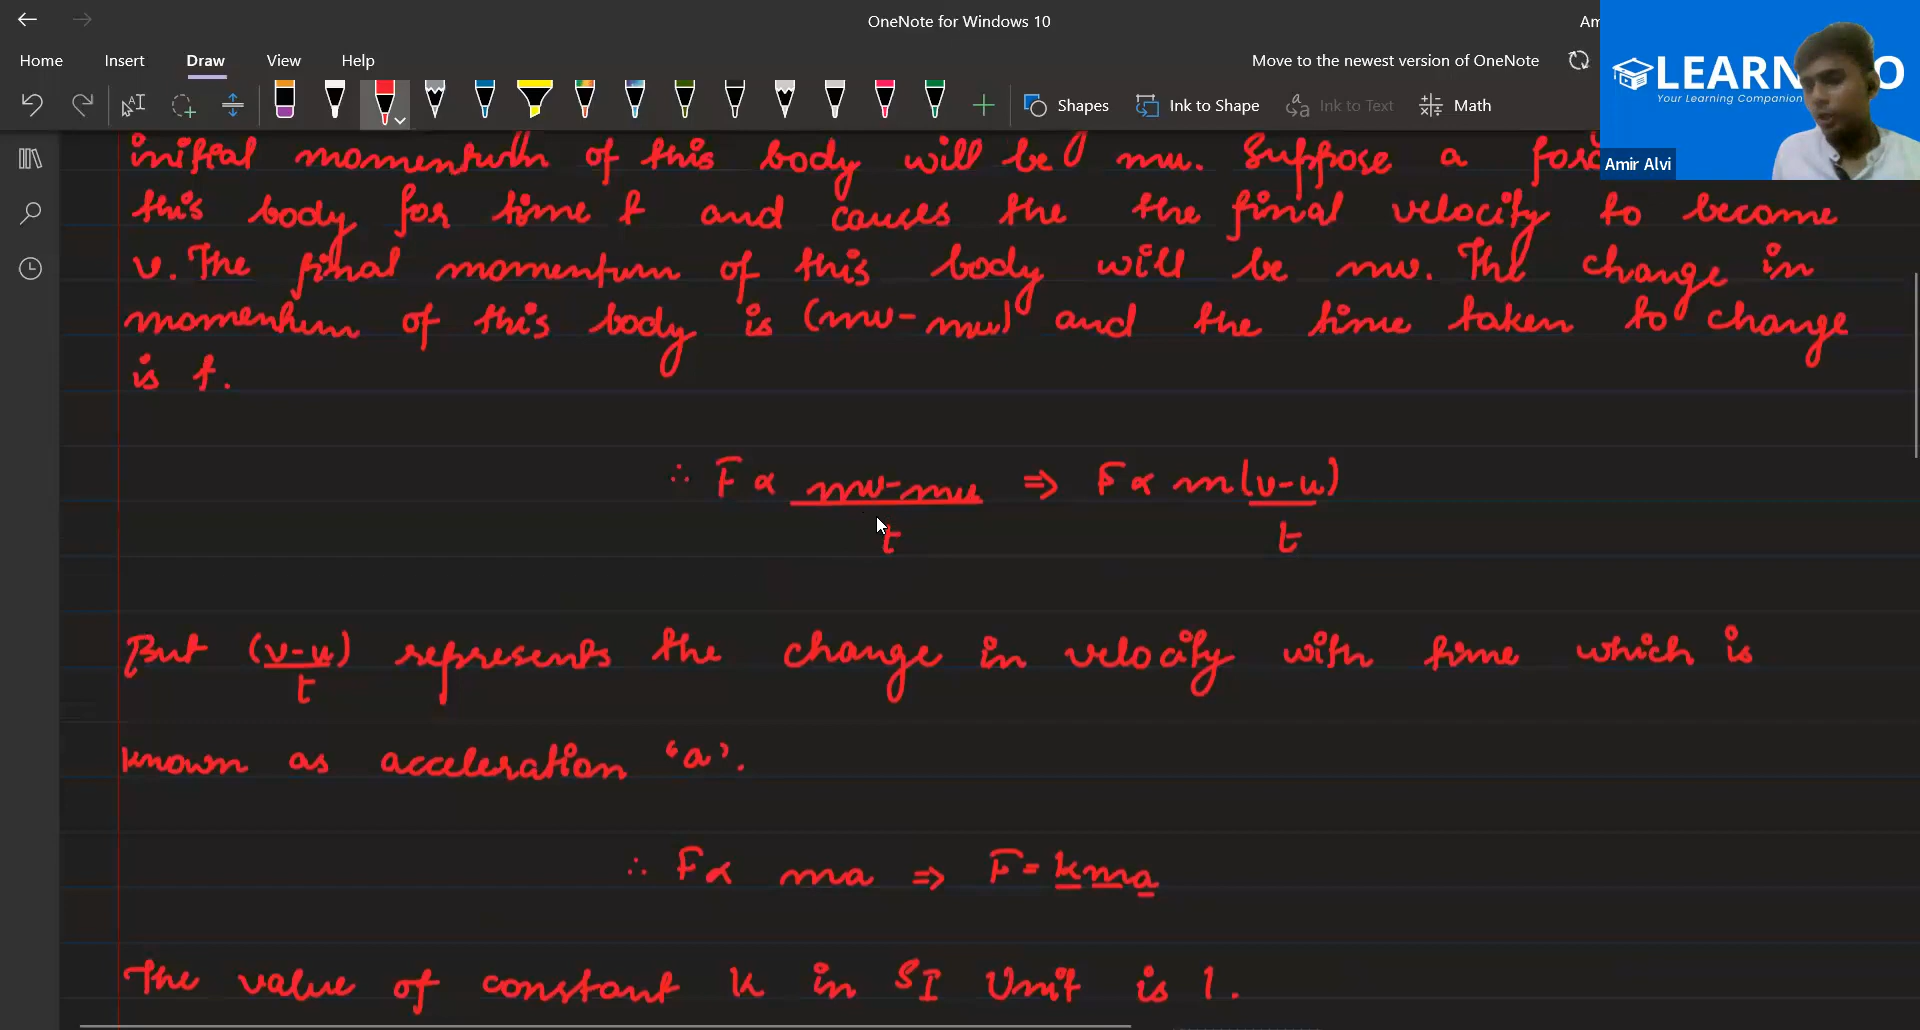 OneNote for Windows 10
Am
Home Insert Draw View Help
Move to the newest version of OneNote
Shapes Ink to Shape Ink to Text Math
LEARN O
Your Learning Companion
Amir Alvi
initial momentum of this body will be mu. Suppose a
this body for time t and causes the the final velocity to become
v. The final momentum of this body will be mv. The change in
momentum of this body is (mv-mu) and the time taken to change
is t.
∴ F ∝ mv-mu ⇒ F ∝ m(v-u)
t t
But (v-u) represents the change in velocity with time which is
t
known as acceleration 'a'.
∴ F ∝ ma ⇒ F = kma
The value of constant k in SI Unit is 1.